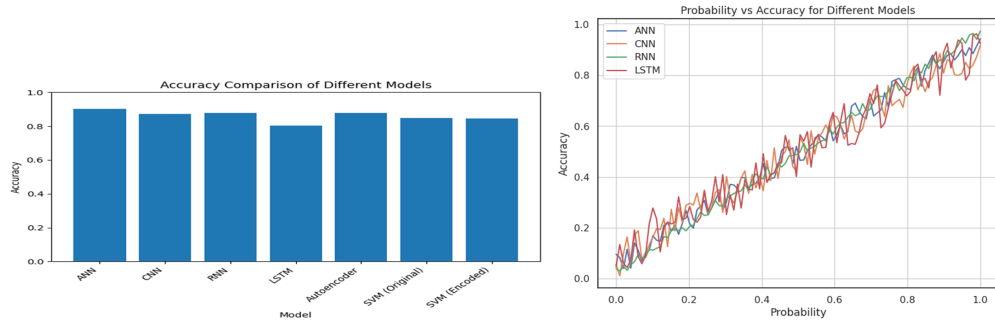 Accuracy Comparison of Different Models
1.0
0.8
0.6
0.4
0.2
0.0
Accuracy
ANN
CNN
RNN
LSTM
Autoencoder
SVM (Original)
SVM (Encoded)
Model
Probability vs Accuracy for Different Models
ANN
CNN
RNN
LSTM
1.0
0.8
0.6
0.4
0.2
0.0
Accuracy
0.0 0.2 0.4 0.6 0.8 1.0
Probability